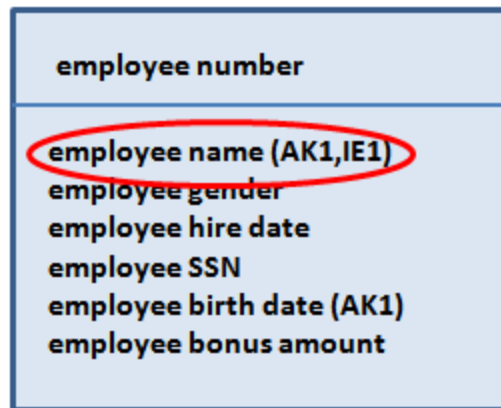 employee number
employee name (AK1,IE1)
employee gender
employee hire date
employee SSN
employee birth date (AK1)
employee bonus amount